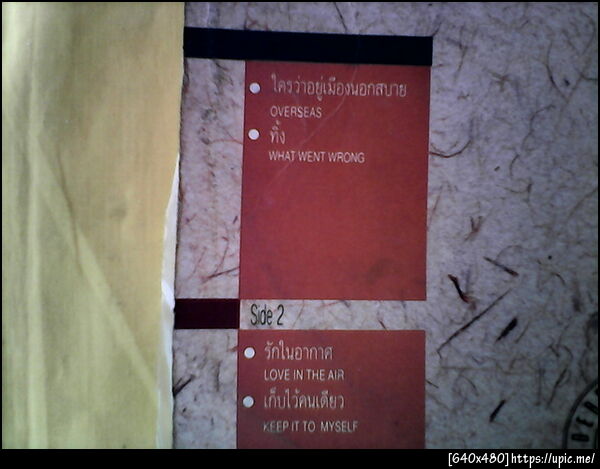 ใครว่าอยู่เมืองนอกสบาย
OVERSEAS
ทิ้ง
WHAT WENT WRONG
Side 2
รักในอากาศ
LOVE IN THE AIR
เก็บไว้คนเดียว
KEEP IT TO MYSELF
[640x480]https://upic.me/